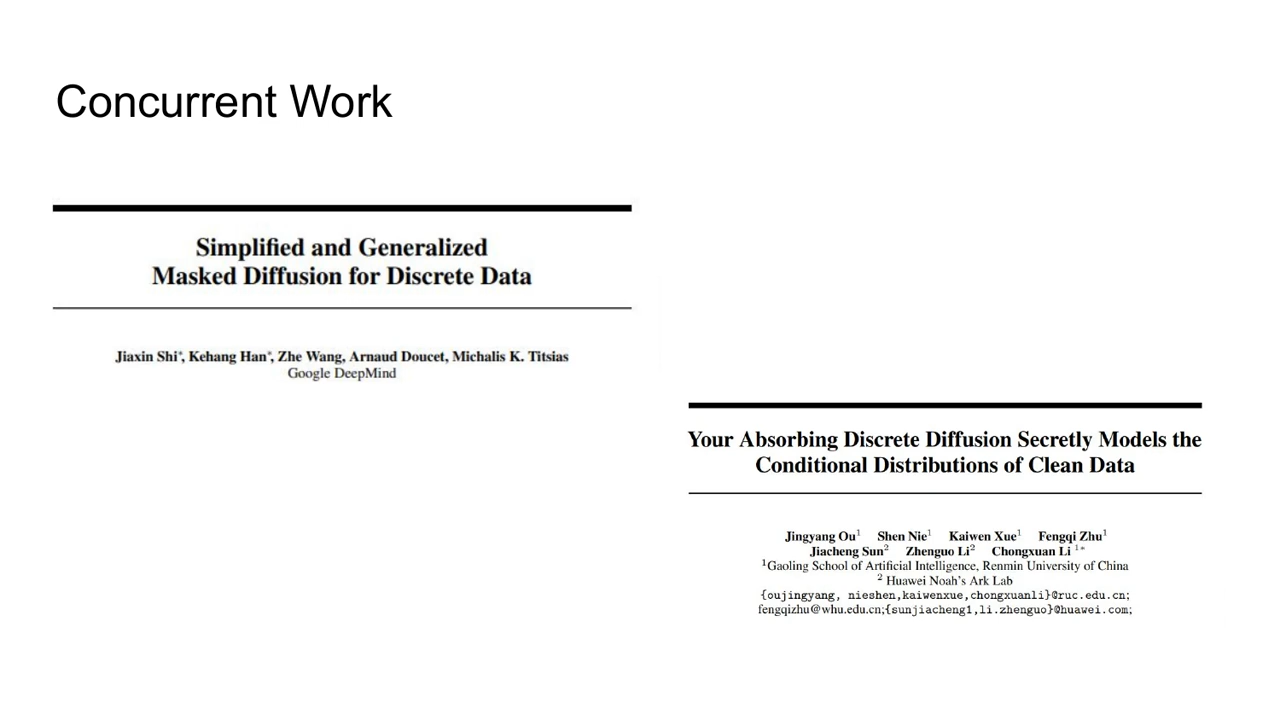 Concurrent Work
Simplified and Generalized
Masked Diffusion for Discrete Data
Jiaxin Shi*, Kehang Han*, Zhe Wang, Arnaud Doucet, Michalis K. Titsias
Google DeepMind
Your Absorbing Discrete Diffusion Secretly Models the
Conditional Distributions of Clean Data
Jingyang Ou¹ Shen Nie¹ Kaiwen Xue¹ Fengqi Zhu¹
Jiacheng Sun² Zhenguo Li² Chongxuan Li ¹*
¹Gaoling School of Artificial Intelligence, Renmin University of China
² Huawei Noah's Ark Lab
{oujingyang, nieshen,kaiwenxue,chongxuanli}@ruc.edu.cn;
fengqizhu@whu.edu.cn;{sunjiacheng1,li.zhenguo}@huawei.com;